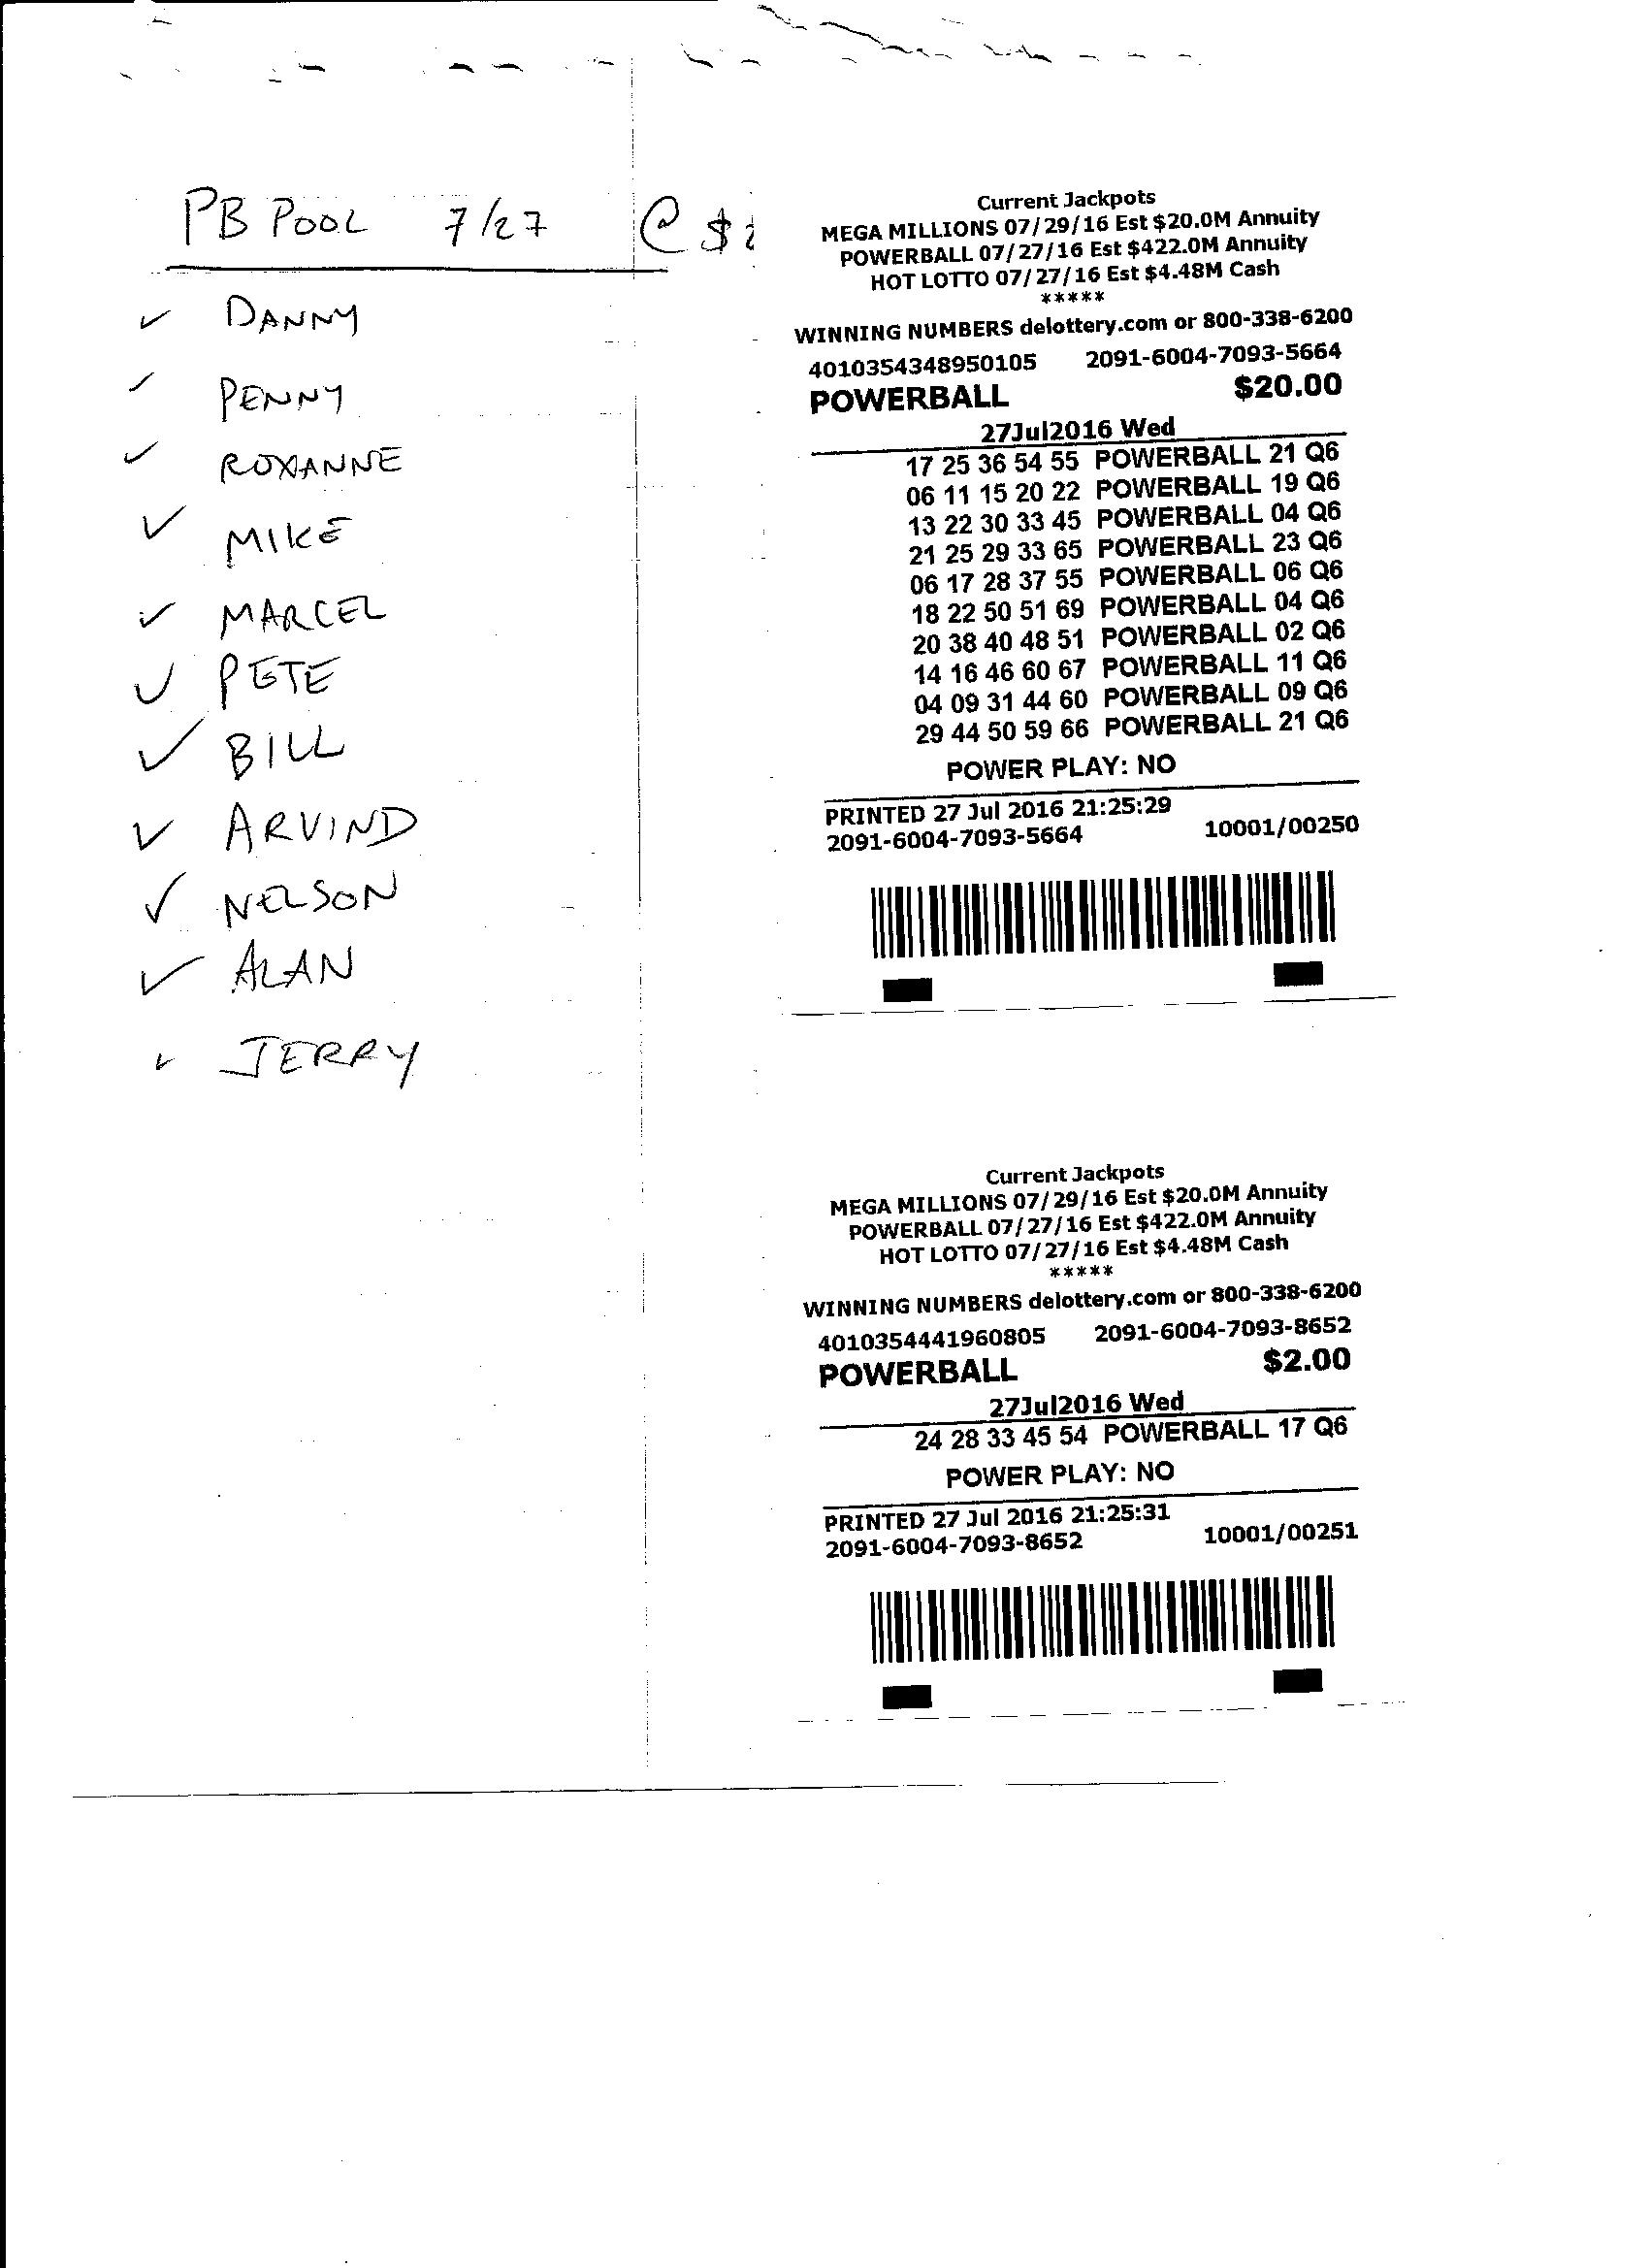 PB POOL 7/27 @ $
DANNY
PENNY
ROXANNE
MIKE
MARCEL
PETE
BILL
ARVIND
NELSON
ALAN
JERRY
Current Jackpots
MEGA MILLIONS 07/29/16 Est $20.0M Annuity
POWERBALL 07/27/16 Est $422.0M Annuity
HOT LOTTO 07/27/16 Est $4.48M Cash
*****
WINNING NUMBERS delottery.com or 800-338-6200
4010354348950105 2091-6004-7093-5664
POWERBALL $20.00
27Jul2016 Wed
17 25 36 54 55 POWERBALL 21 Q6
06 11 15 20 22 POWERBALL 19 Q6
13 22 30 33 45 POWERBALL 04 Q6
21 25 29 33 65 POWERBALL 23 Q6
06 17 28 37 55 POWERBALL 06 Q6
18 22 50 51 69 POWERBALL 04 Q6
20 38 40 48 51 POWERBALL 02 Q6
14 16 46 60 67 POWERBALL 11 Q6
04 09 31 44 60 POWERBALL 09 Q6
29 44 50 59 66 POWERBALL 21 Q6
POWER PLAY: NO
PRINTED 27 Jul 2016 21:25:29
2091-6004-7093-5664 10001/00250
Current Jackpots
MEGA MILLIONS 07/29/16 Est $20.0M Annuity
POWERBALL 07/27/16 Est $422.0M Annuity
HOT LOTTO 07/27/16 Est $4.48M Cash
*****
WINNING NUMBERS delottery.com or 800-338-6200
4010354441960805 2091-6004-7093-8652
POWERBALL $2.00
27Jul2016 Wed
24 28 33 45 54 POWERBALL 17 Q6
POWER PLAY: NO
PRINTED 27 Jul 2016 21:25:31
2091-6004-7093-8652 10001/00251